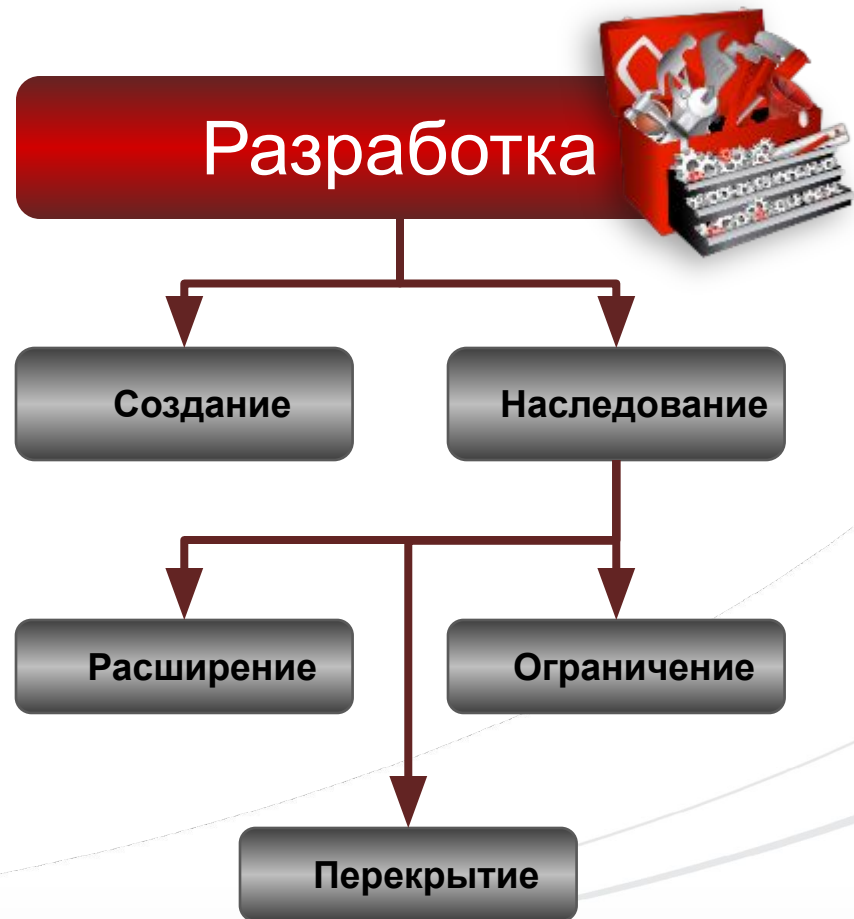 Разработка
Создание
Наследование
Расширение
Ограничение
Перекрытие